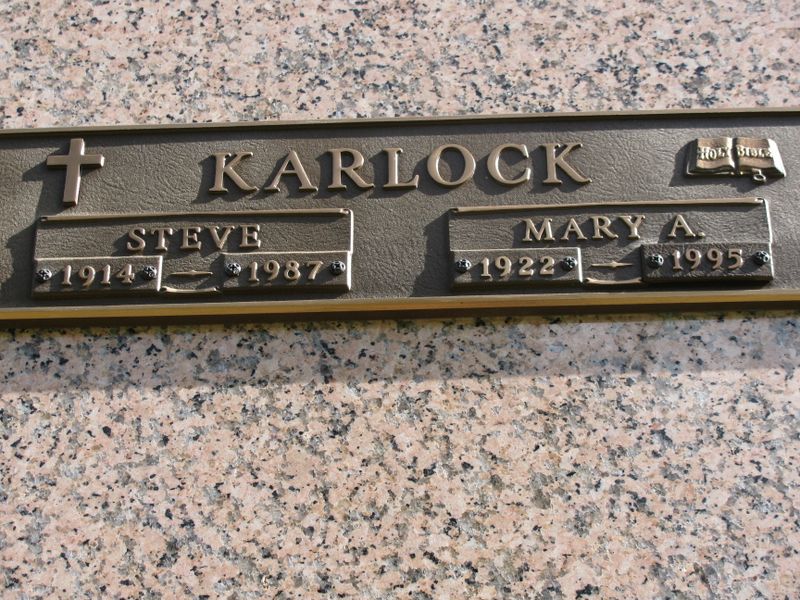 KARLOCK
HOLY BIBLE
STEVE
1914 — 1987
MARY A.
1922 — 1995